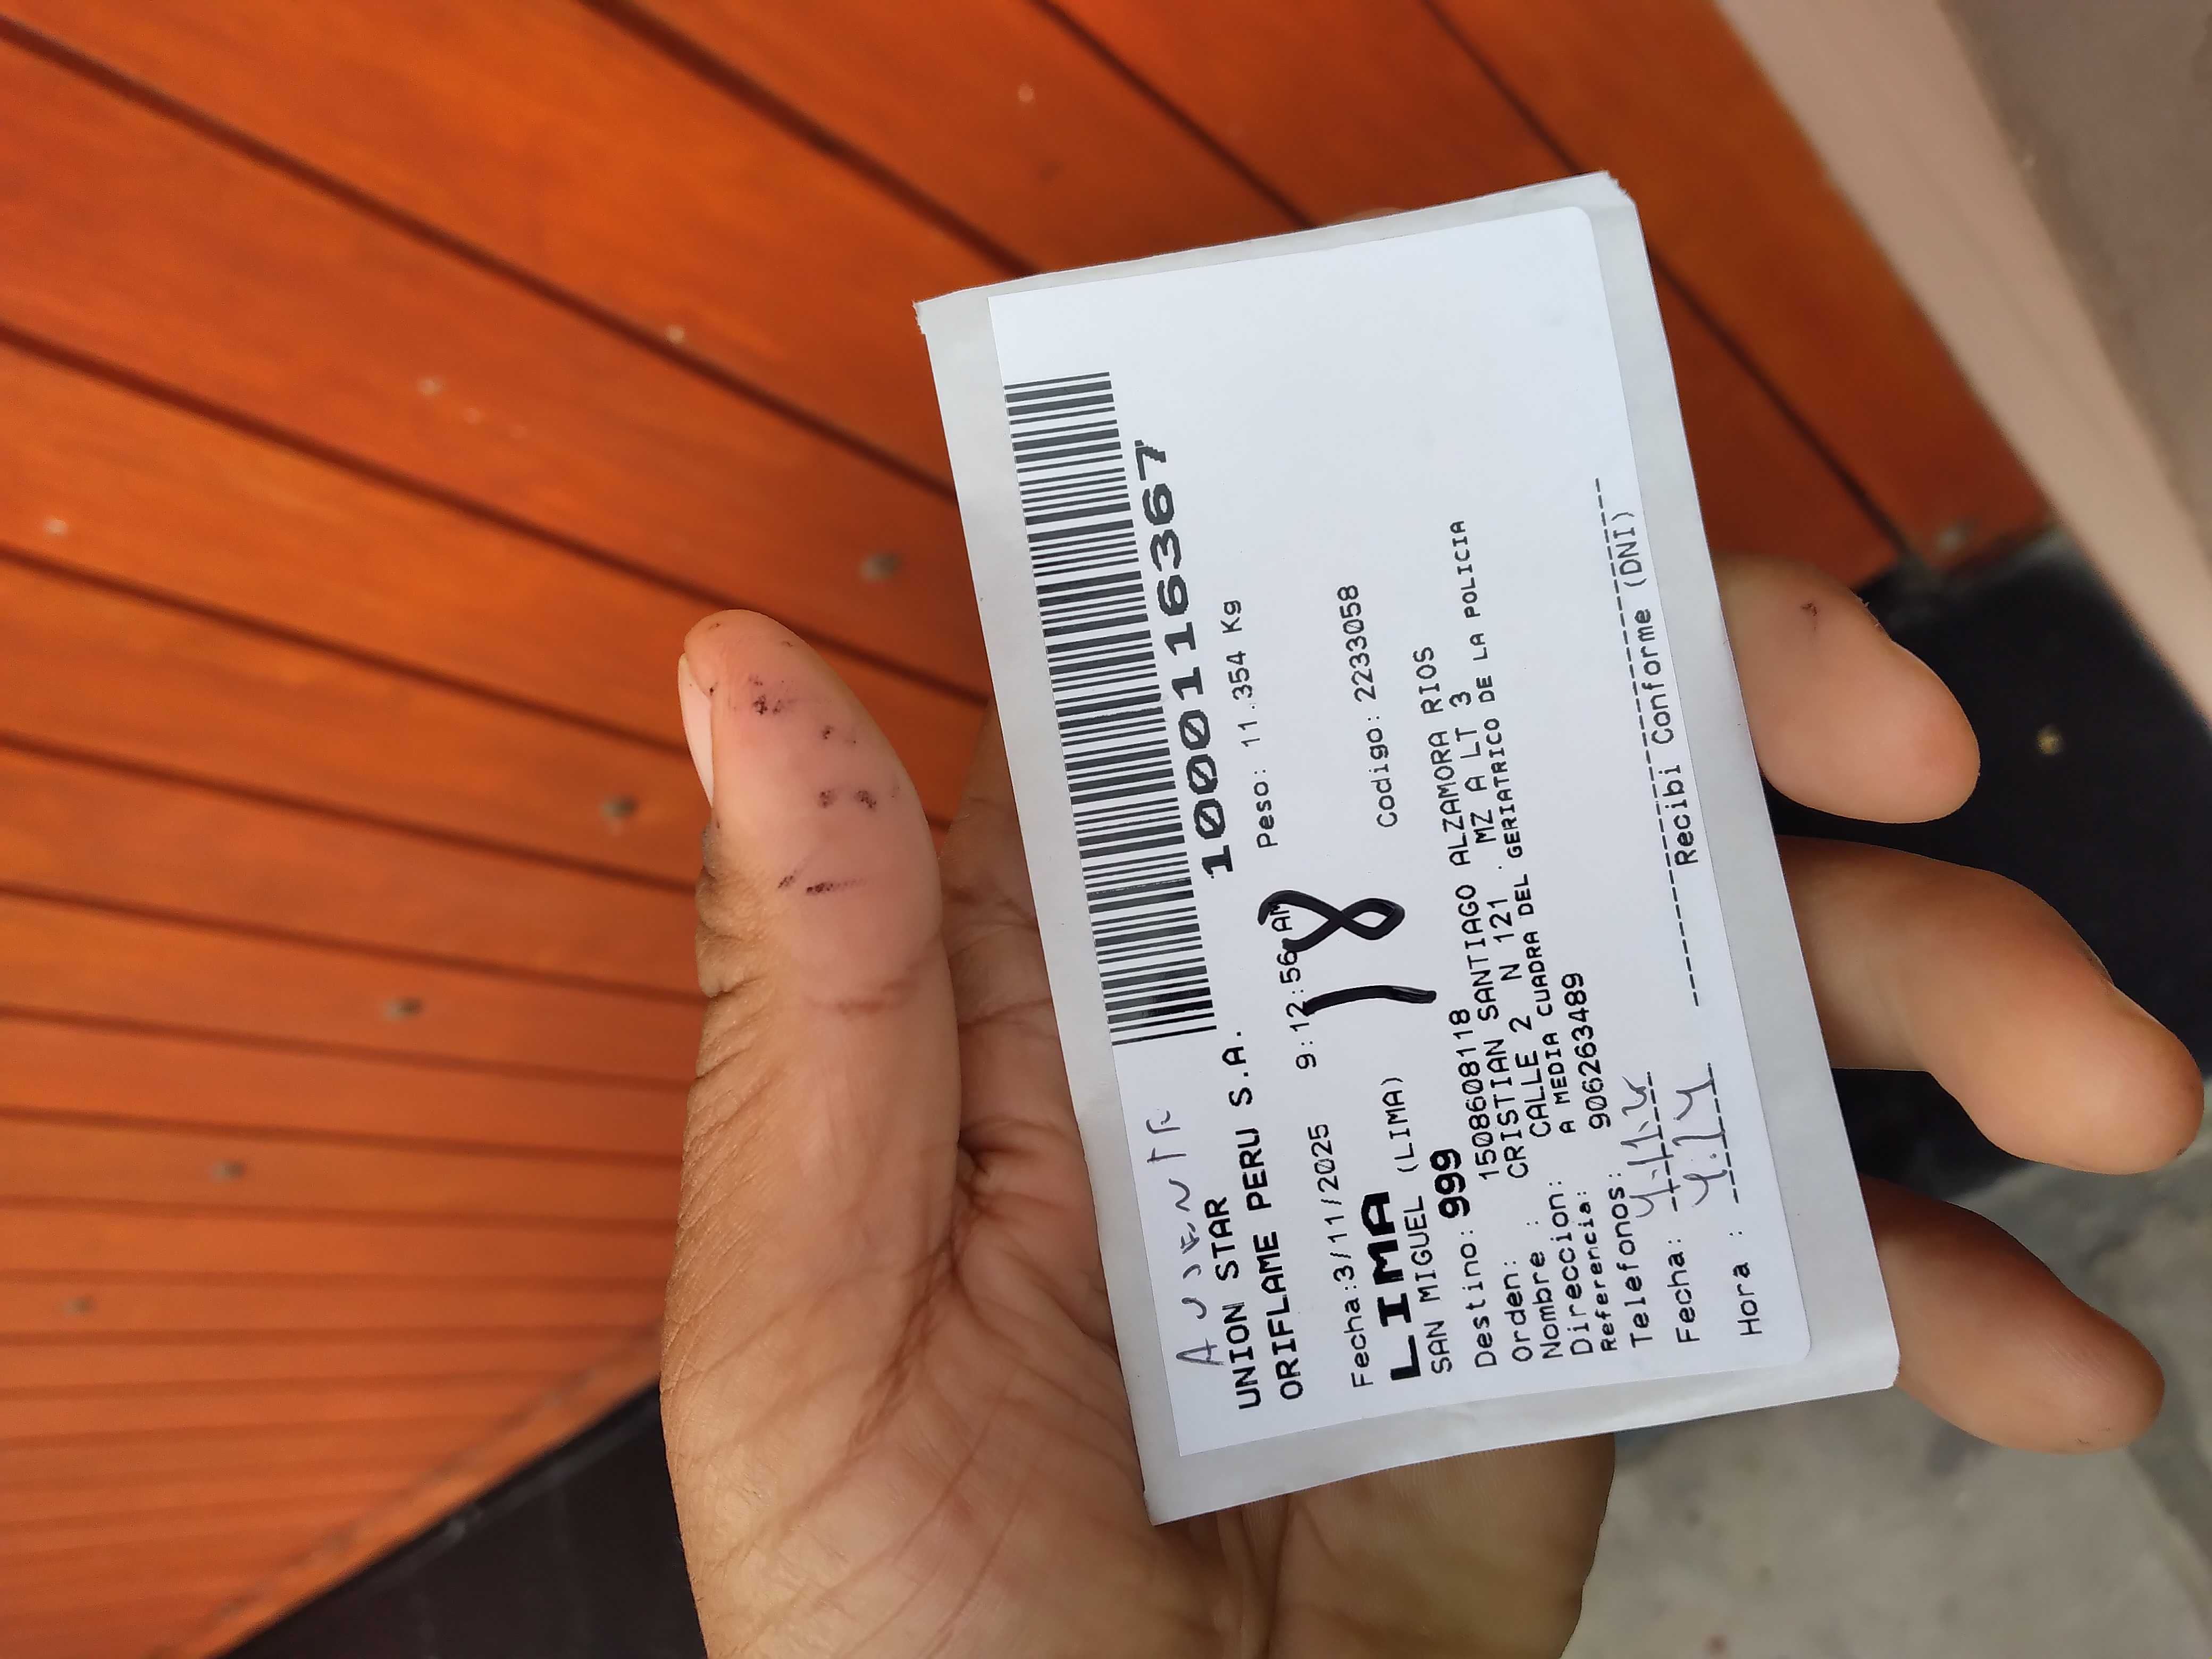 AUSENTE
10001116367
UNION STAR
ORIFLAME PERU S.A.
Peso: 11.354 Kg
Fecha:3/11/2025 9:12:56 AM
18
LIMA
SAN MIGUEL (LIMA)
Codigo: 2233058
Destino: 999
Orden: 1508608118
Nombre : CRISTIAN SANTIAGO SANTIAGO ALZAMORA RIOS
Direccion: CALLE 2 N 121 . MZ A LT 3
Referencia: A MEDIA CUADRA DEL GERIATRICO DE LA POLICIA
Telefonos: 906263489
Fecha:
Hora :
Recibi Conforme (DNI)